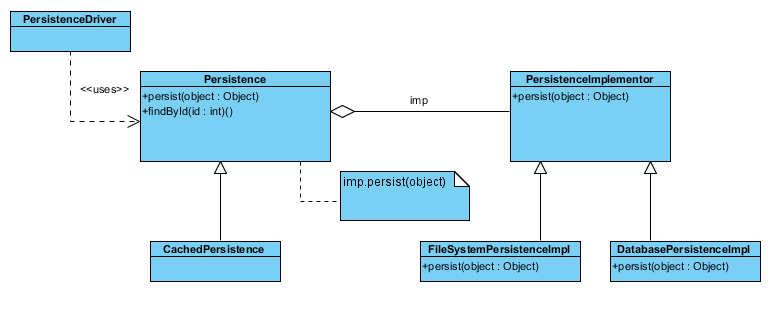 PersistenceDriver
<<uses>>
Persistence
+persist(object : Object)
+findById(id : int)()
imp
PersistenceImplementor
+persist(object : Object)
imp.persist(object)
CachedPersistence
FileSystemPersistenceImpl
+persist(object : Object)
DatabasePersistenceImpl
+persist(object : Object)